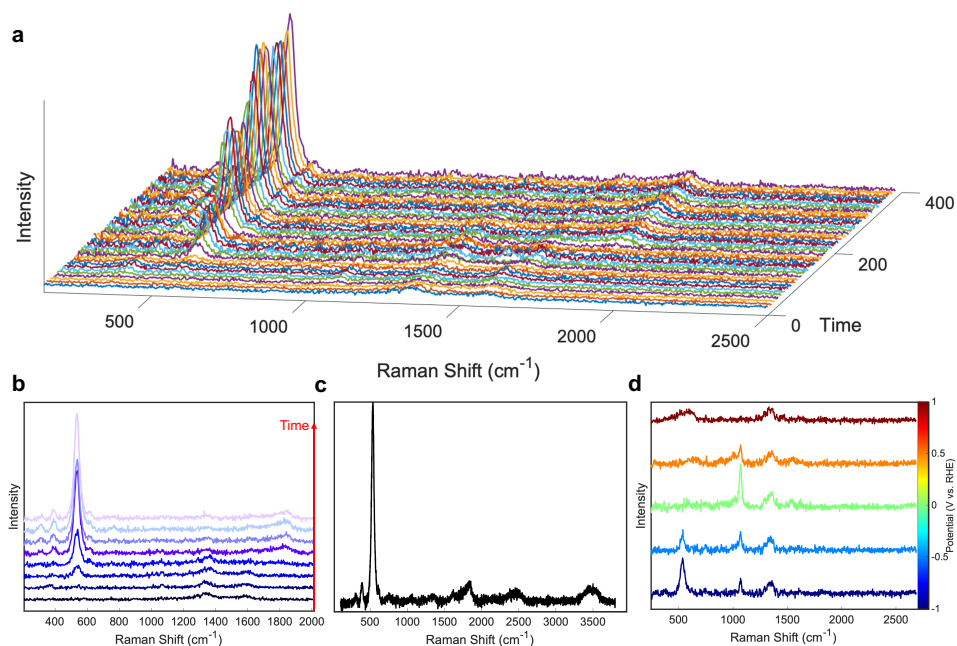 a
Intensity
500
1000
1500
2000
2500
0
200
400
Time
Raman Shift (cm-1)
b
Intensity
Time
200 400 600 800 1000 1200 1400 1600 1800 2000
Raman Shift (cm-1)
c
500 1000 1500 2000 2500 3000 3500
Raman Shift (cm-1)
d
Intensity
500 1000 1500 2000 2500
Raman Shift (cm-1)
1
0.5
0
-0.5
-1
Potential (V vs. RHE)